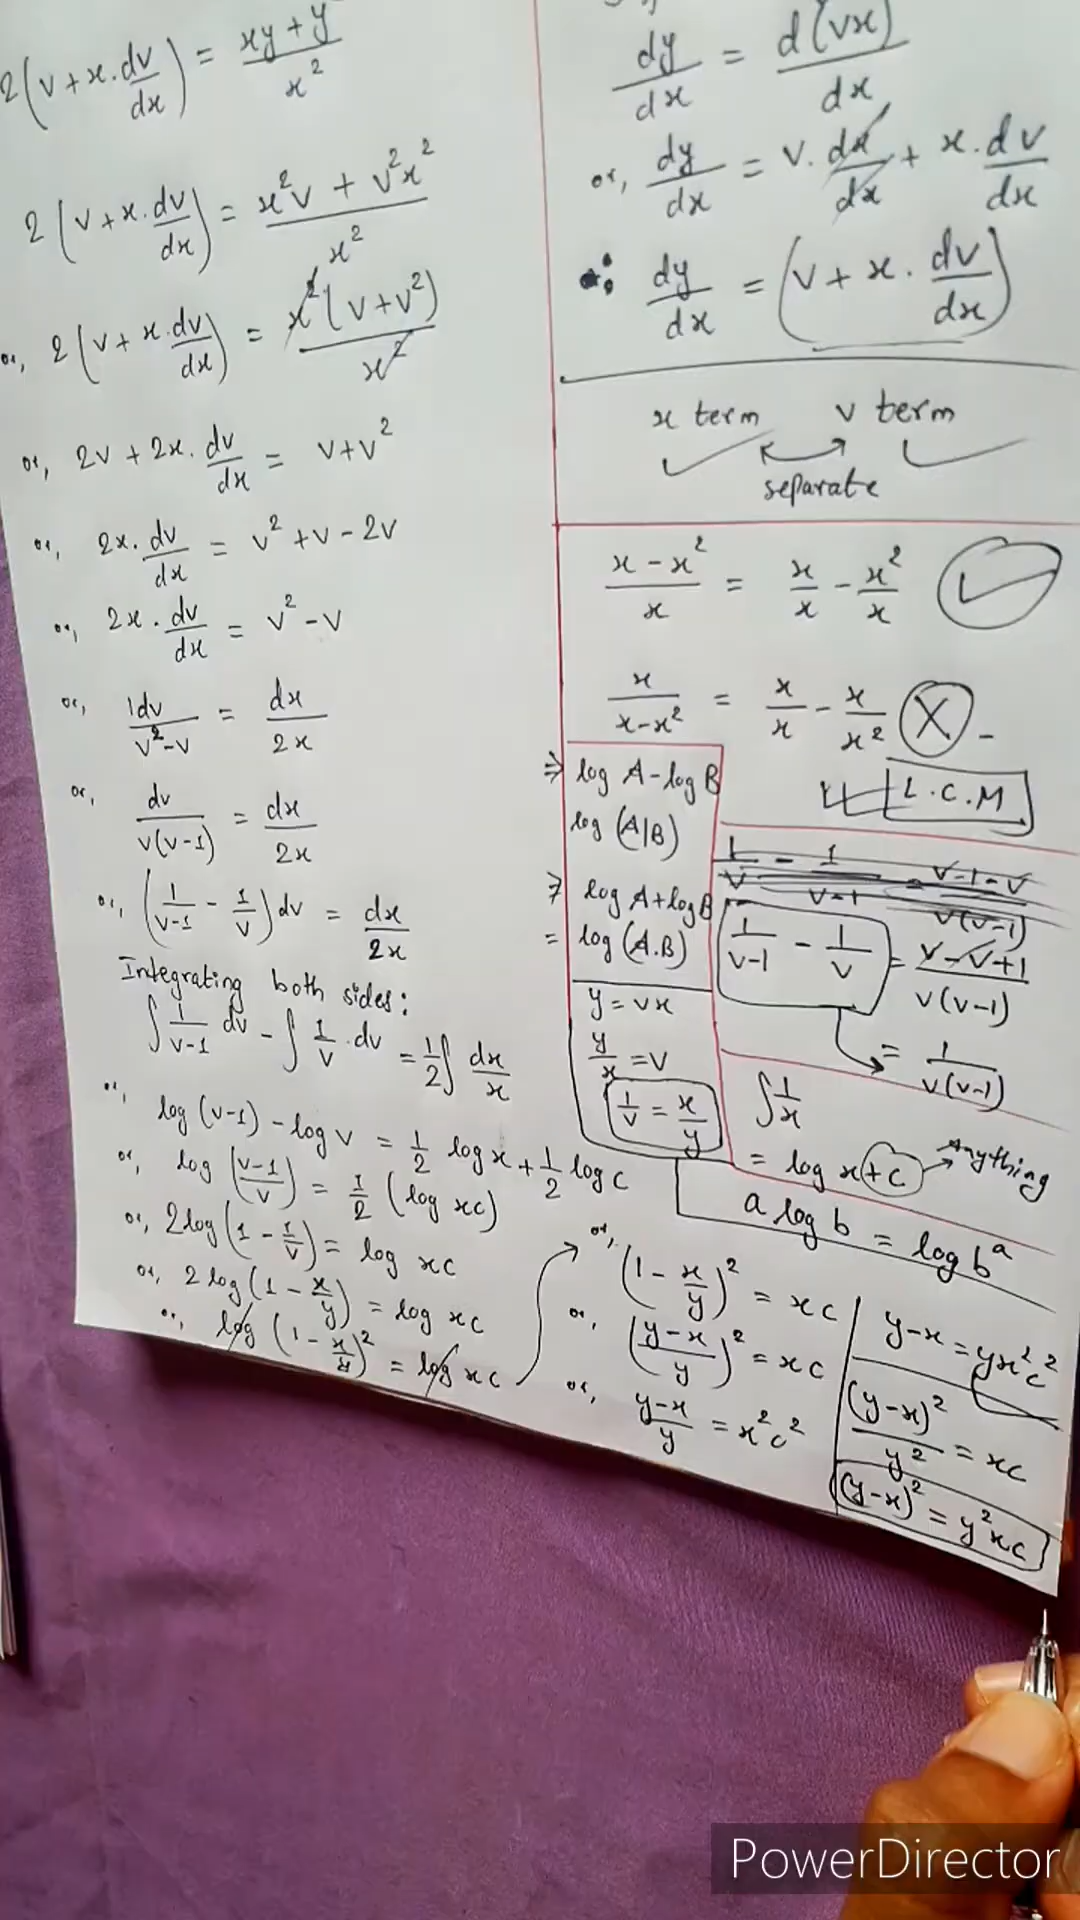 2(v+x.dv/dx) = xy+y/x²
2(v+x.dv/dx) = x²v + v²x²/x²
or, 2(v+x.dv/dx) = x²(v+v²)/x²
or, 2v + 2x.dv/dx = v+v²
or, 2x.dv/dx = v²+v-2v
or, 2x.dv/dx = v²-v
or, 1dv/v²-v = dx/2x
or, dv/v(v-1) = dx/2x
or, (1/v-1 - 1/v)dv = dx/2x
Integrating both sides:
∫1/v-1 dv - ∫1/v.dv = 1/2∫dx/x
or, log(v-1) - log v = 1/2 log x + 1/2 log c
or, log(v-1/v) = 1/2(log xc)
or, 2log(1-1/v) = log xc
or, 2log(1-x/y) = log xc
or, log(1-x/y)² = log xc
dy/dx = d(vx)/dx
or, dy/dx = v.dx/dx + x.dv/dx
∴ dy/dx = (v+x.dv/dx)
x term v term
separate
x-x²/x = x/x - x²/x
x/x-x² = x/x - x/x² X
L.C.M
⇒ log A-log B
log(A/B)
log A+log B
= log(A.B)
y=vx
y/x=v
1/v = x/y
1/v - 1/v-1 = v-1-v/v(v-1)
1/v-1 - 1/v = v-v+1/v(v-1)
= 1/v(v-1)
∫1/x
= log x+c → Anything
a log b = log bᵃ
or, (1-x/y)² = xc
or, (y-x/y)² = xc
or, y-x/y = x²c²
y-x = yx²c²
(y-x)²/y² = xc
(y-x)² = y²xc
PowerDirector